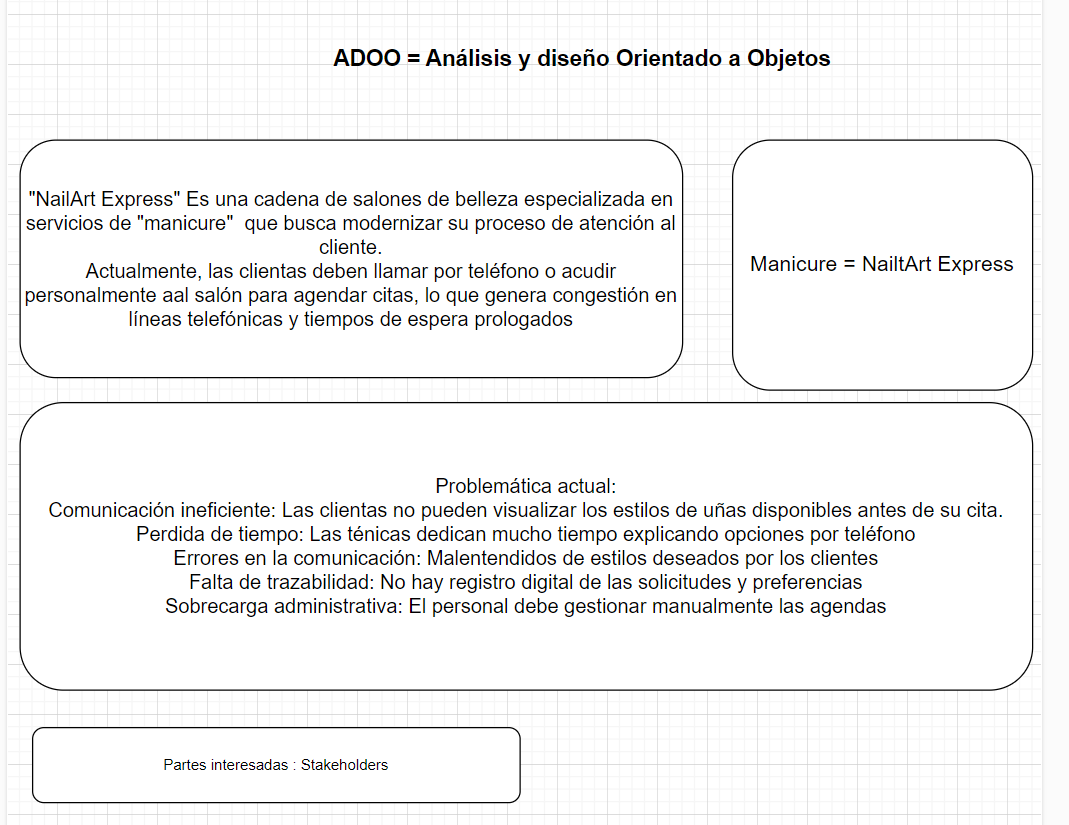 ADOO = Análisis y diseño Orientado a Objetos
"NailArt Express" Es una cadena de salones de belleza especializada en
servicios de "manicure"  que busca modernizar su proceso de atención al
cliente.
Actualmente, las clientas deben llamar por teléfono o acudir
personalmente aal salón para agendar citas, lo que genera congestión en
líneas telefónicas y tiempos de espera prologados
Manicure = NailtArt Express
Problemática actual:
Comunicación ineficiente: Las clientas no pueden visualizar los estilos de uñas disponibles antes de su cita.
Perdida de tiempo: Las ténicas dedican mucho tiempo explicando opciones por teléfono
Errores en la comunicación: Malentendidos de estilos deseados por los clientes
Falta de trazabilidad: No hay registro digital de las solicitudes y preferencias
Sobrecarga administrativa: El personal debe gestionar manualmente las agendas
Partes interesadas : Stakeholders